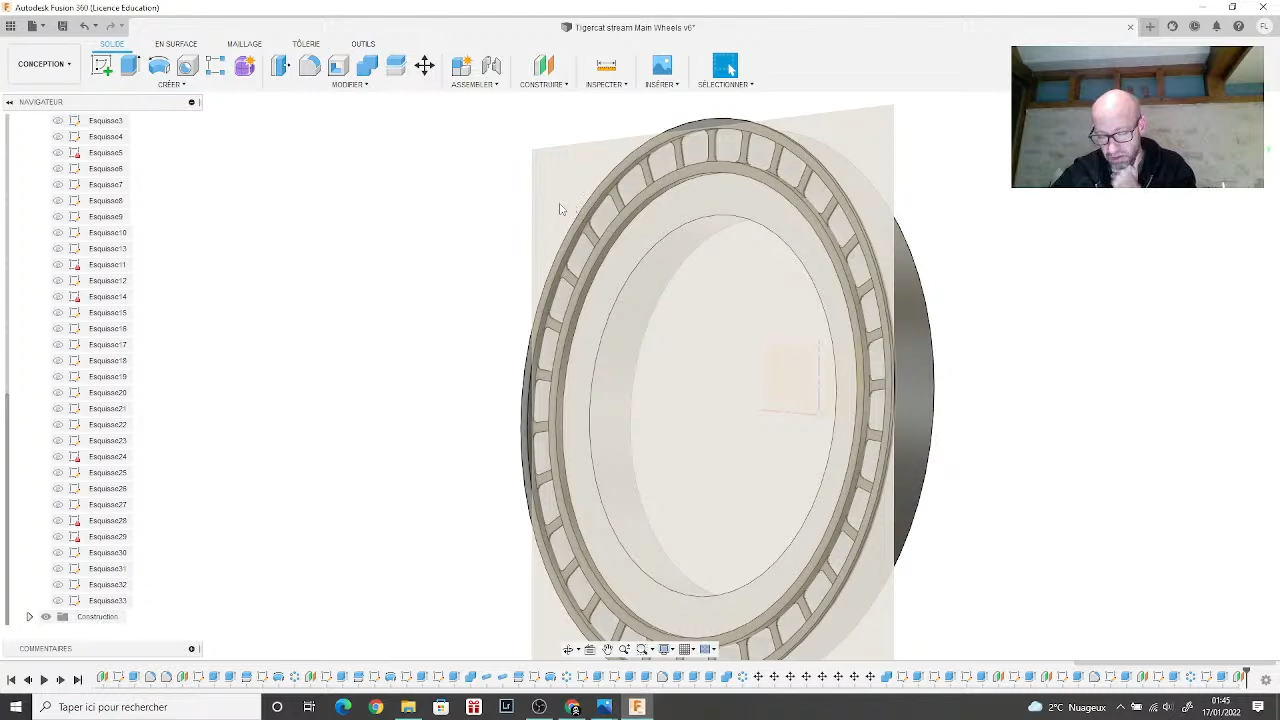 Autodesk Fusion 360 (Licence Education)
Tigercat stream Main Wheels v6*
FL
SOLIDE
EN SURFACE
MAILLAGE
TÔLERIE
OUTILS
CONCEPTION
CRÉER
MODIFIER
ASSEMBLER
CONSTRUIRE
INSPECTER
INSÉRER
SÉLECTIONNER
NAVIGATEUR
Esquisse3
Esquisse4
Esquisse5
Esquisse6
Esquisse7
Esquisse8
Esquisse9
Esquisse10
Esquisse13
Esquisse11
Esquisse12
Esquisse14
Esquisse15
Esquisse16
Esquisse17
Esquisse18
Esquisse19
Esquisse20
Esquisse21
Esquisse22
Esquisse23
Esquisse24
Esquisse25
Esquisse26
Esquisse27
Esquisse28
Esquisse29
Esquisse30
Esquisse31
Esquisse32
Esquisse33
Construction
COMMENTAIRES
Taper ici pour rechercher
2°C Nuageux
01:45
17/01/2022